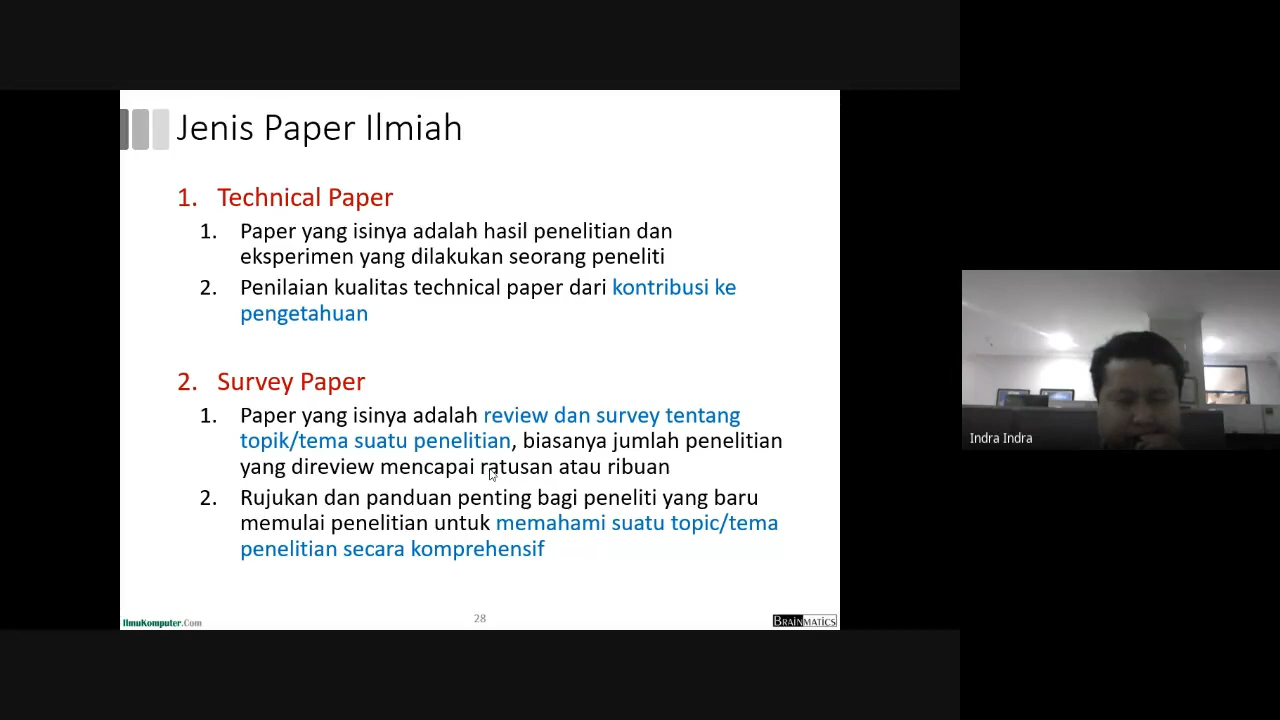 Jenis Paper Ilmiah
1. Technical Paper
1. Paper yang isinya adalah hasil penelitian dan
eksperimen yang dilakukan seorang peneliti
2. Penilaian kualitas technical paper dari kontribusi ke
pengetahuan
2. Survey Paper
1. Paper yang isinya adalah review dan survey tentang
topik/tema suatu penelitian, biasanya jumlah penelitian
yang direview mencapai ratusan atau ribuan
2. Rujukan dan panduan penting bagi peneliti yang baru
memulai penelitian untuk memahami suatu topic/tema
penelitian secara komprehensif
IlmuKomputer.Com
28
BRAINMATICS
Indra Indra